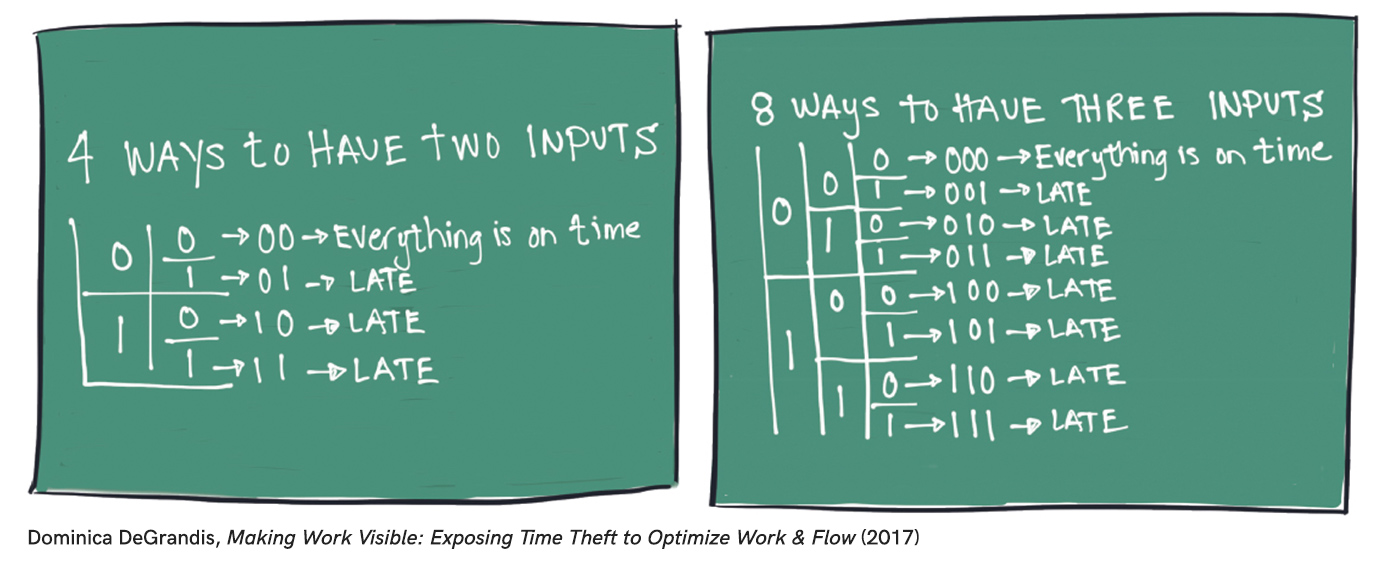 4 WAYS to HAVE TWO INPUTS
0 0 → 00 → Everything is on time
1 → 01 → LATE
1 0 → 10 → LATE
1 → 11 → LATE
8 WAYS to HAVE THREE INPUTS
0 0 0 → 000 → Everything is on time
1 → 001 → LATE
1 0 → 010 → LATE
1 → 011 → LATE
1 0 0 → 100 → LATE
1 → 101 → LATE
1 0 → 110 → LATE
1 → 111 → LATE
Dominica DeGrandis, Making Work Visible: Exposing Time Theft to Optimize Work & Flow (2017)